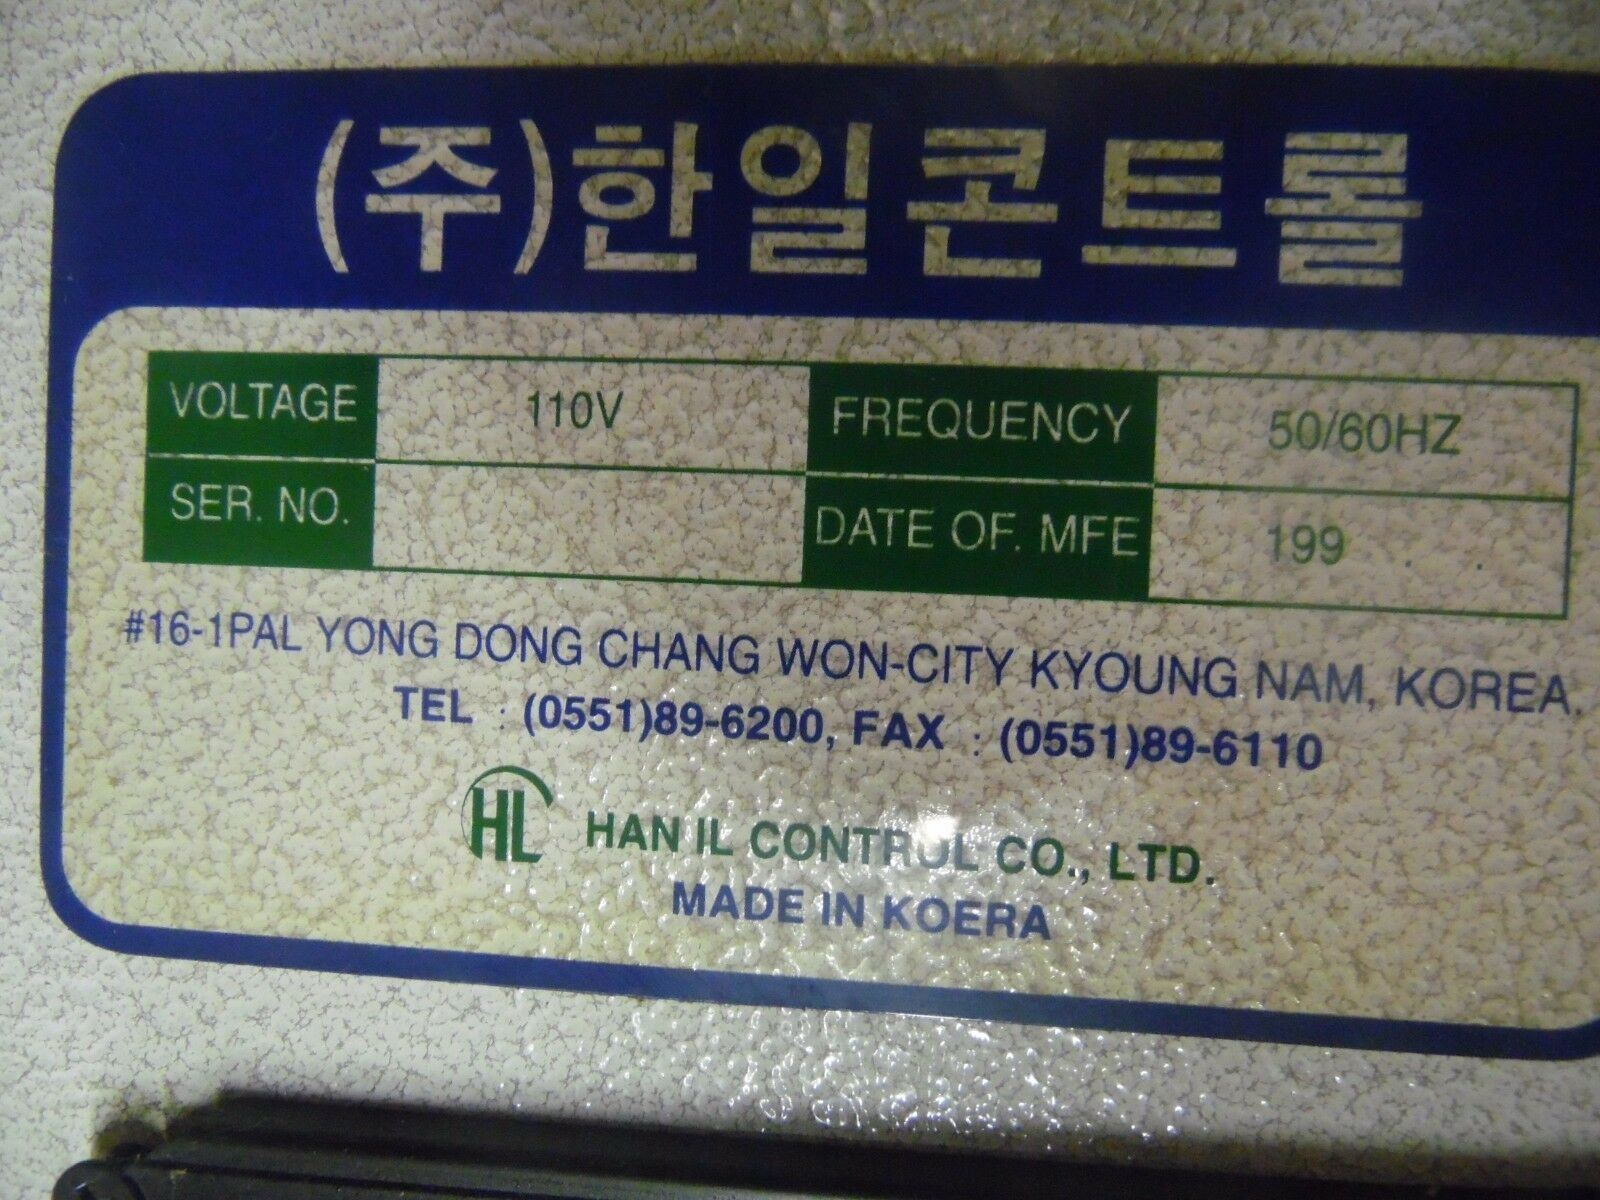 (주)한일콘트롤
VOLTAGE 110V FREQUENCY 50/60HZ
SER. NO. DATE OF. MFE 199 . .
#16-1PAL YONG DONG CHANG WON-CITY KYOUNG NAM, KOREA.
TEL : (0551)89-6200, FAX : (0551)89-6110
HL HAN IL CONTROL CO., LTD.
MADE IN KOERA